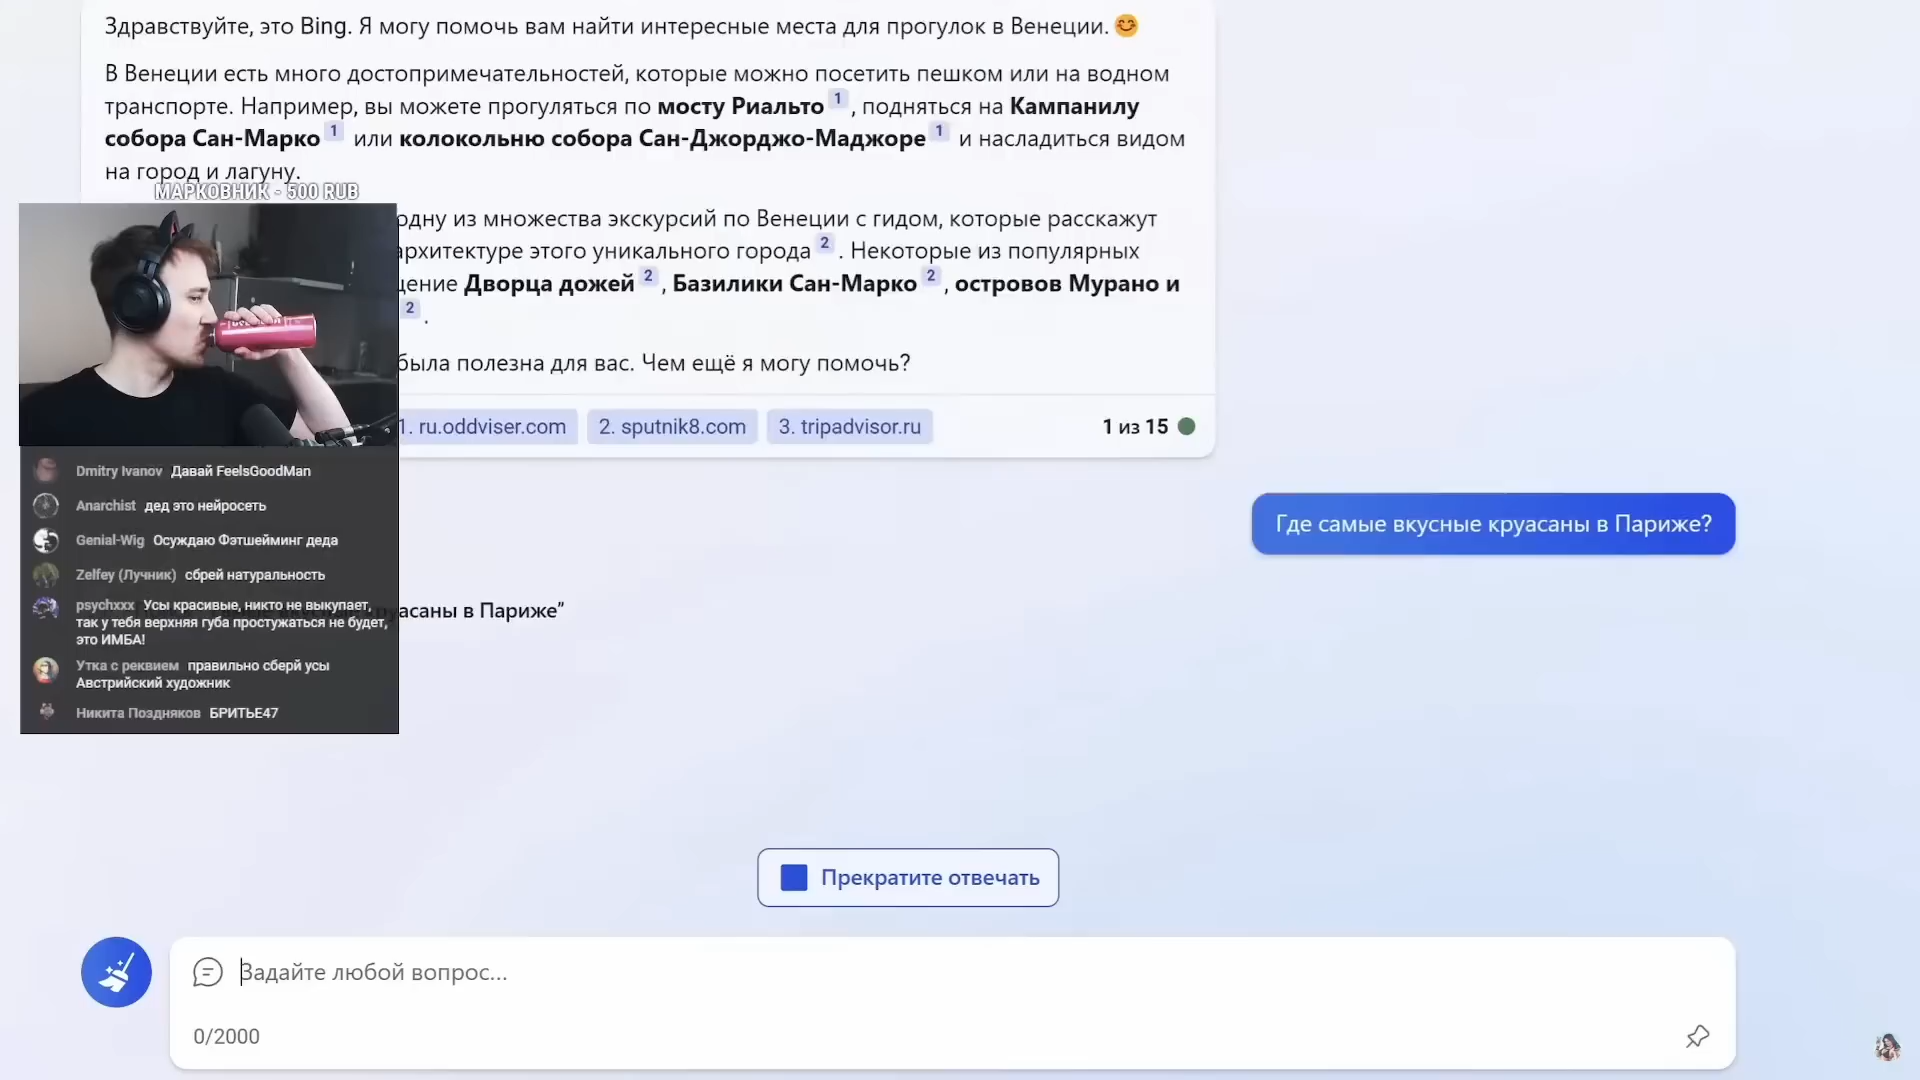 Здравствуйте, это Bing. Я могу помочь вам найти интересные места для прогулок в Венеции.
В Венеции есть много достопримечательностей, которые можно посетить пешком или на водном
транспорте. Например, вы можете прогуляться по мосту Риальто 1, подняться на Кампанилу
собора Сан-Марко 1 или колокольню собора Сан-Джорджо-Маджоре 1 и насладиться видом
на город и лагуну.
МАРКОВНИК - 500 RUB
одну из множества экскурсий по Венеции с гидом, которые расскажут
архитектуре этого уникального города 2. Некоторые из популярных
Дворца дожей 2, Базилики Сан-Марко 2, островов Мурано и
2.
была полезна для вас. Чем ещё я могу помочь?
1. ru.oddviser.com
2. sputnik8.com
3. tripadvisor.ru
1 из 15
Dmitry Ivanov Давай FeelsGoodMan
Anarchist дед это нейросеть
Genial-Wig Осуждаю Фэтшейминг деда
Zelfey (Лучник) сбрей натуральность
psychxxx Усы красивые, никто не выкупает,
так у тебя верхняя губа простужаться не будет,
это ИМБА!
Утка с реквием правильно сберй усы
Австрийский художник
Никита Поздняков БРИТЬЕ47
Где самые вкусные круасаны в Париже?
круасаны в Париже”
Прекратите отвечать
Задайте любой вопрос...
0/2000